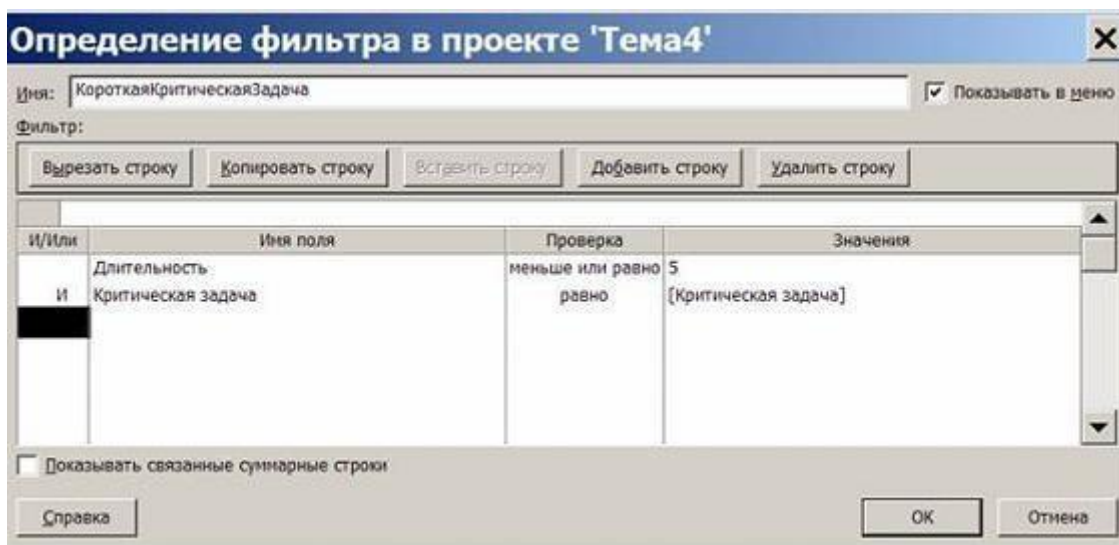 Определение фильтра в проекте 'Тема4'
Имя: КороткаяКритическаяЗадача Показывать в меню
Фильтр:
Вырезать строку Копировать строку Вставить строку Добавить строку Удалить строку
И/Или Имя поля Проверка Значения
Длительность меньше или равно 5
И Критическая задача равно [Критическая задача]
Показывать связанные суммарные строки
Справка ОК Отмена